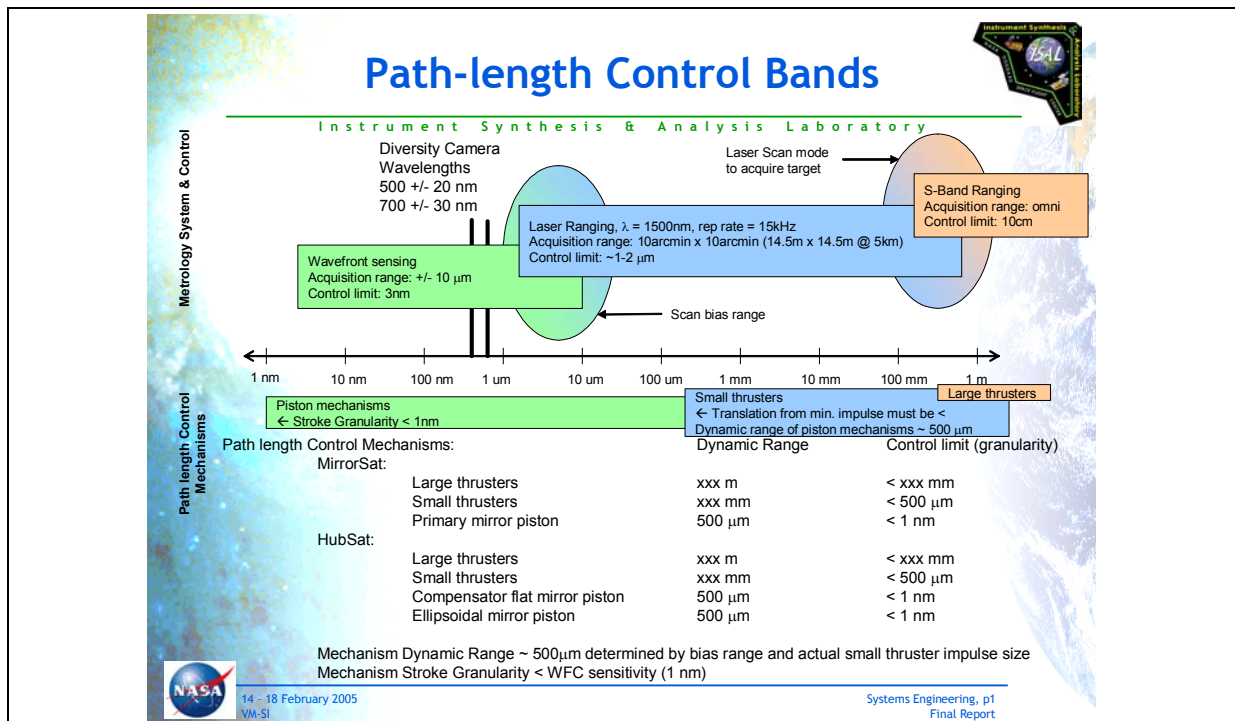 Path-length Control Bands
Instrument Synthesis & Analysis Laboratory
Instrument Synthesis &
Analysis Laboratory
ISAL
Metrology System & Control
Diversity Camera
Wavelengths
500 +/- 20 nm
700 +/- 30 nm
Laser Scan mode
to acquire target
S-Band Ranging
Acquisition range: omni
Control limit: 10cm
Laser Ranging, λ = 1500nm, rep rate = 15kHz
Acquisition range: 10arcmin x 10arcmin (14.5m x 14.5m @ 5km)
Control limit: ~1-2 μm
Wavefront sensing
Acquisition range: +/- 10 μm
Control limit: 3nm
Scan bias range
1 nm 10 nm 100 nm 1 um 10 um 100 um 1 mm 10 mm 100 mm 1 m
Path length Control
Mechanisms
Piston mechanisms
← Stroke Granularity < 1nm
Small thrusters
← Translation from min. impulse must be <
Dynamic range of piston mechanisms ~ 500 μm
Large thrusters
Path length Control Mechanisms: Dynamic Range Control limit (granularity)
MirrorSat:
Large thrusters xxx m < xxx mm
Small thrusters xxx mm < 500 μm
Primary mirror piston 500 μm < 1 nm
HubSat:
Large thrusters xxx m < xxx mm
Small thrusters xxx mm < 500 μm
Compensator flat mirror piston 500 μm < 1 nm
Ellipsoidal mirror piston 500 μm < 1 nm
Mechanism Dynamic Range ~ 500μm determined by bias range and actual small thruster impulse size
Mechanism Stroke Granularity < WFC sensitivity (1 nm)
NASA
14 – 18 February 2005
VM-SI
Systems Engineering, p1
Final Report